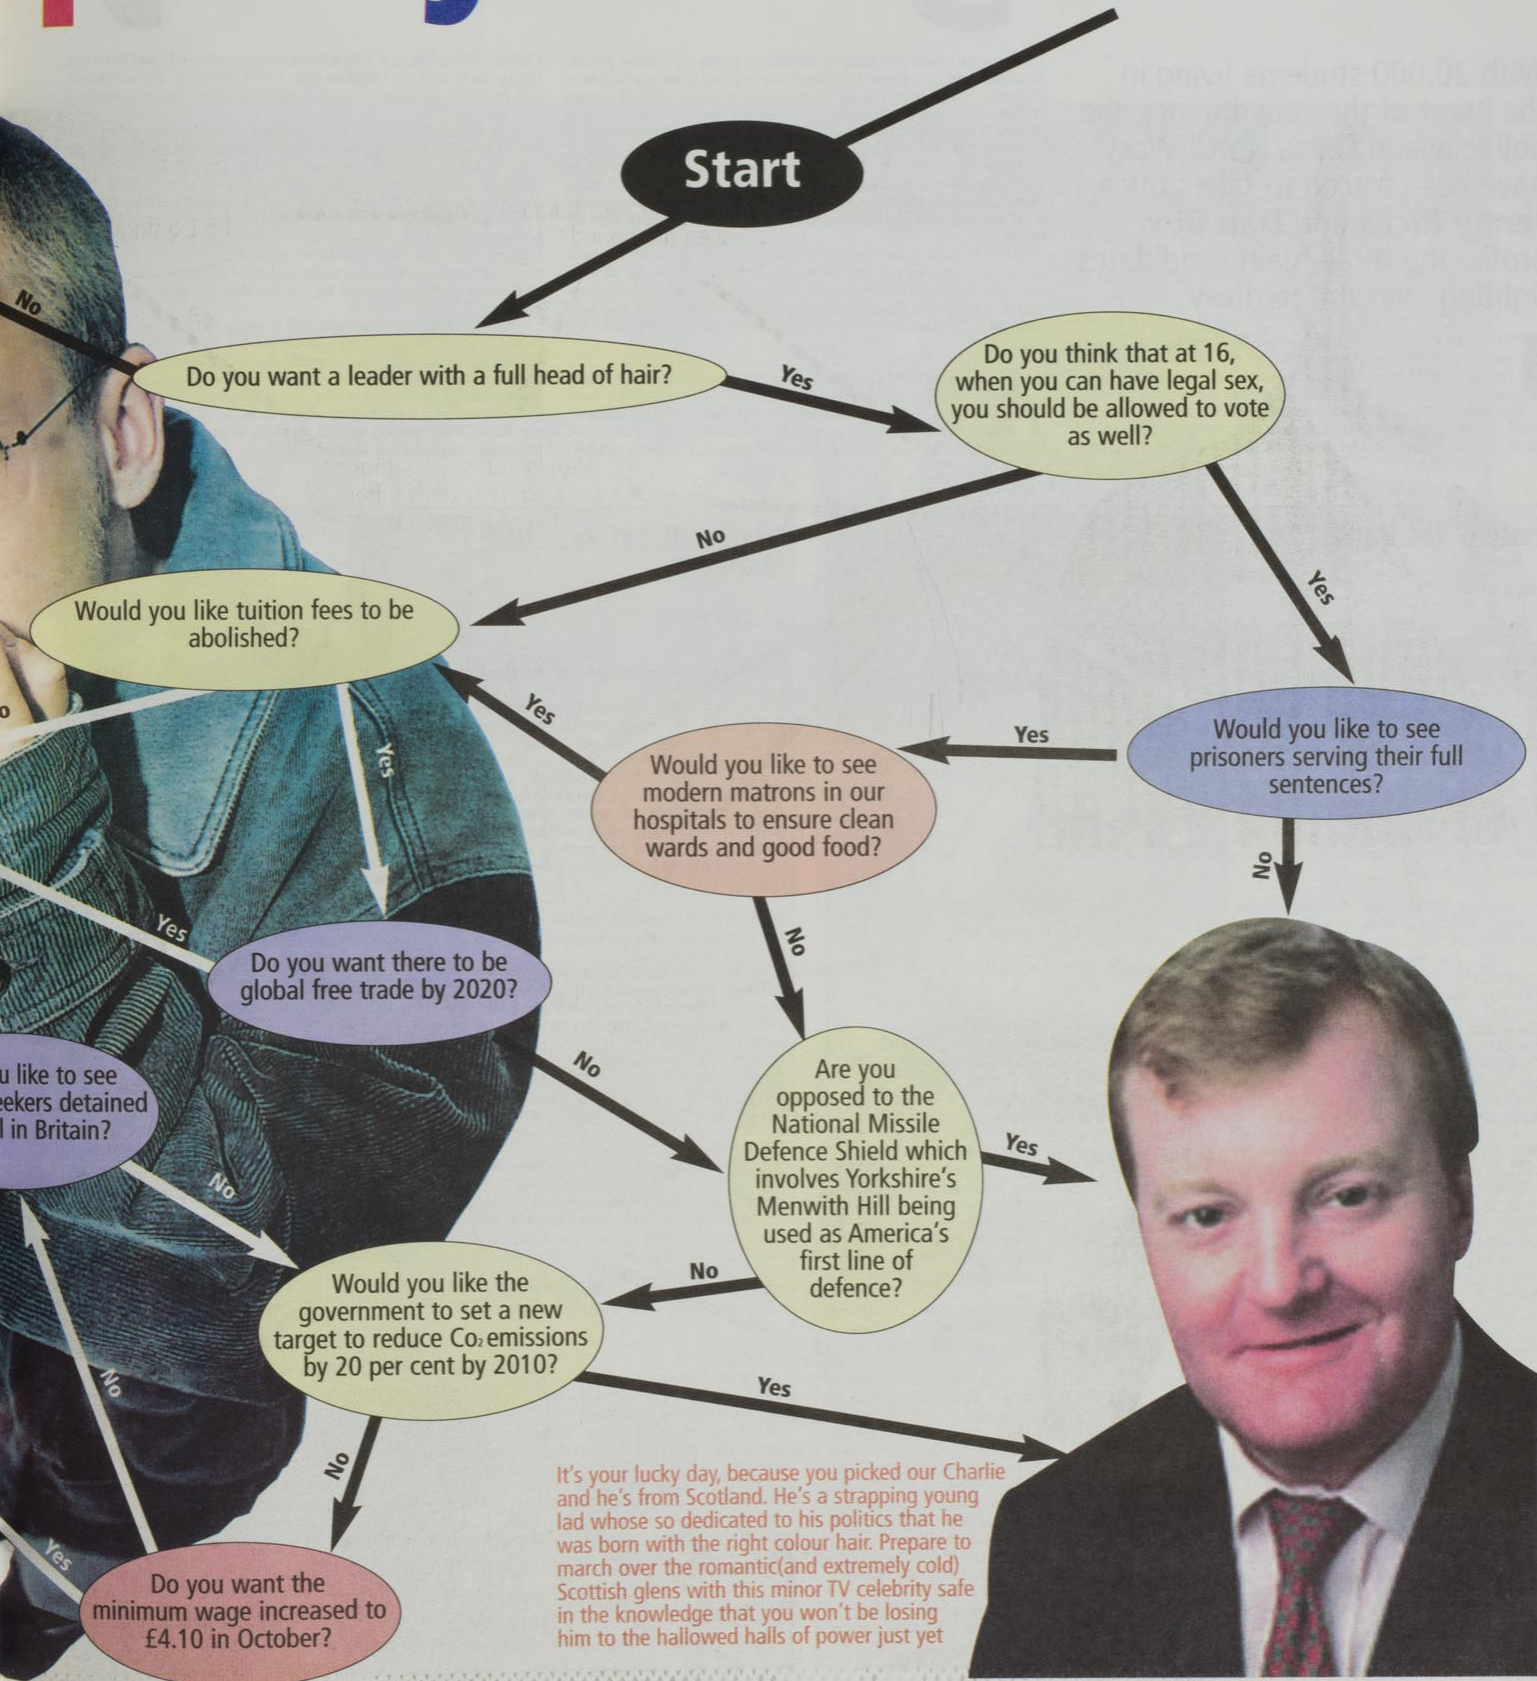 Start
No
Do you want a leader with a full head of hair?
Yes
Do you think that at 16,
when you can have legal sex,
you should be allowed to vote
as well?
No
Yes
Would you like tuition fees to be
abolished?
Yes
Yes
Would you like to see
modern matrons in our
hospitals to ensure clean
wards and good food?
Yes
Would you like to see
prisoners serving their full
sentences?
No
No
Yes
Do you want there to be
global free trade by 2020?
No
Are you
opposed to the
National Missile
Defence Shield which
involves Yorkshire's
Menwith Hill being
used as America's
first line of
defence?
Yes
like to see
detained
in Britain?
No
No
Would you like the
government to set a new
target to reduce Co₂ emissions
by 20 per cent by 2010?
Yes
No
No
Yes
Do you want the
minimum wage increased to
£4.10 in October?
It's your lucky day, because you picked our Charlie
and he's from Scotland. He's a strapping young
lad whose so dedicated to his politics that he
was born with the right colour hair. Prepare to
march over the romantic(and extremely cold)
Scottish glens with this minor TV celebrity safe
in the knowledge that you won't be losing
him to the hallowed halls of power just yet